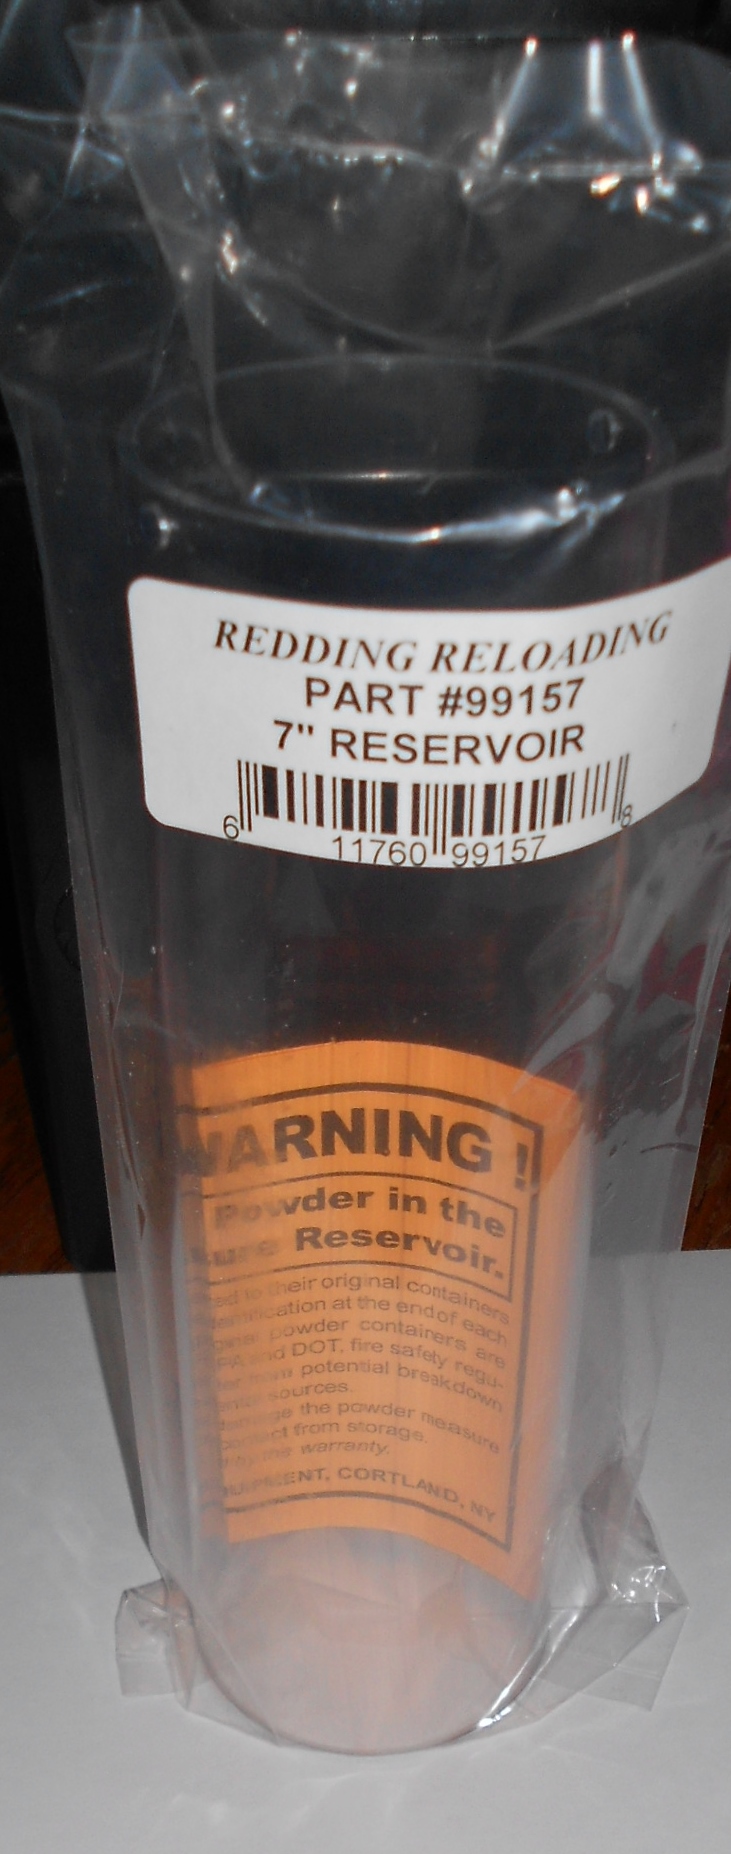 REDDING RELOADING
PART #99157
7" RESERVOIR
6 11760 99157 8
WARNING !
Powder in the
Reservoir.
to their original containers
at the end of each
powder containers are
and DOT, fire safety regu-
from potential breakdown
sources.
the powder measure
from storage.
the warranty.
CORTLAND, NY